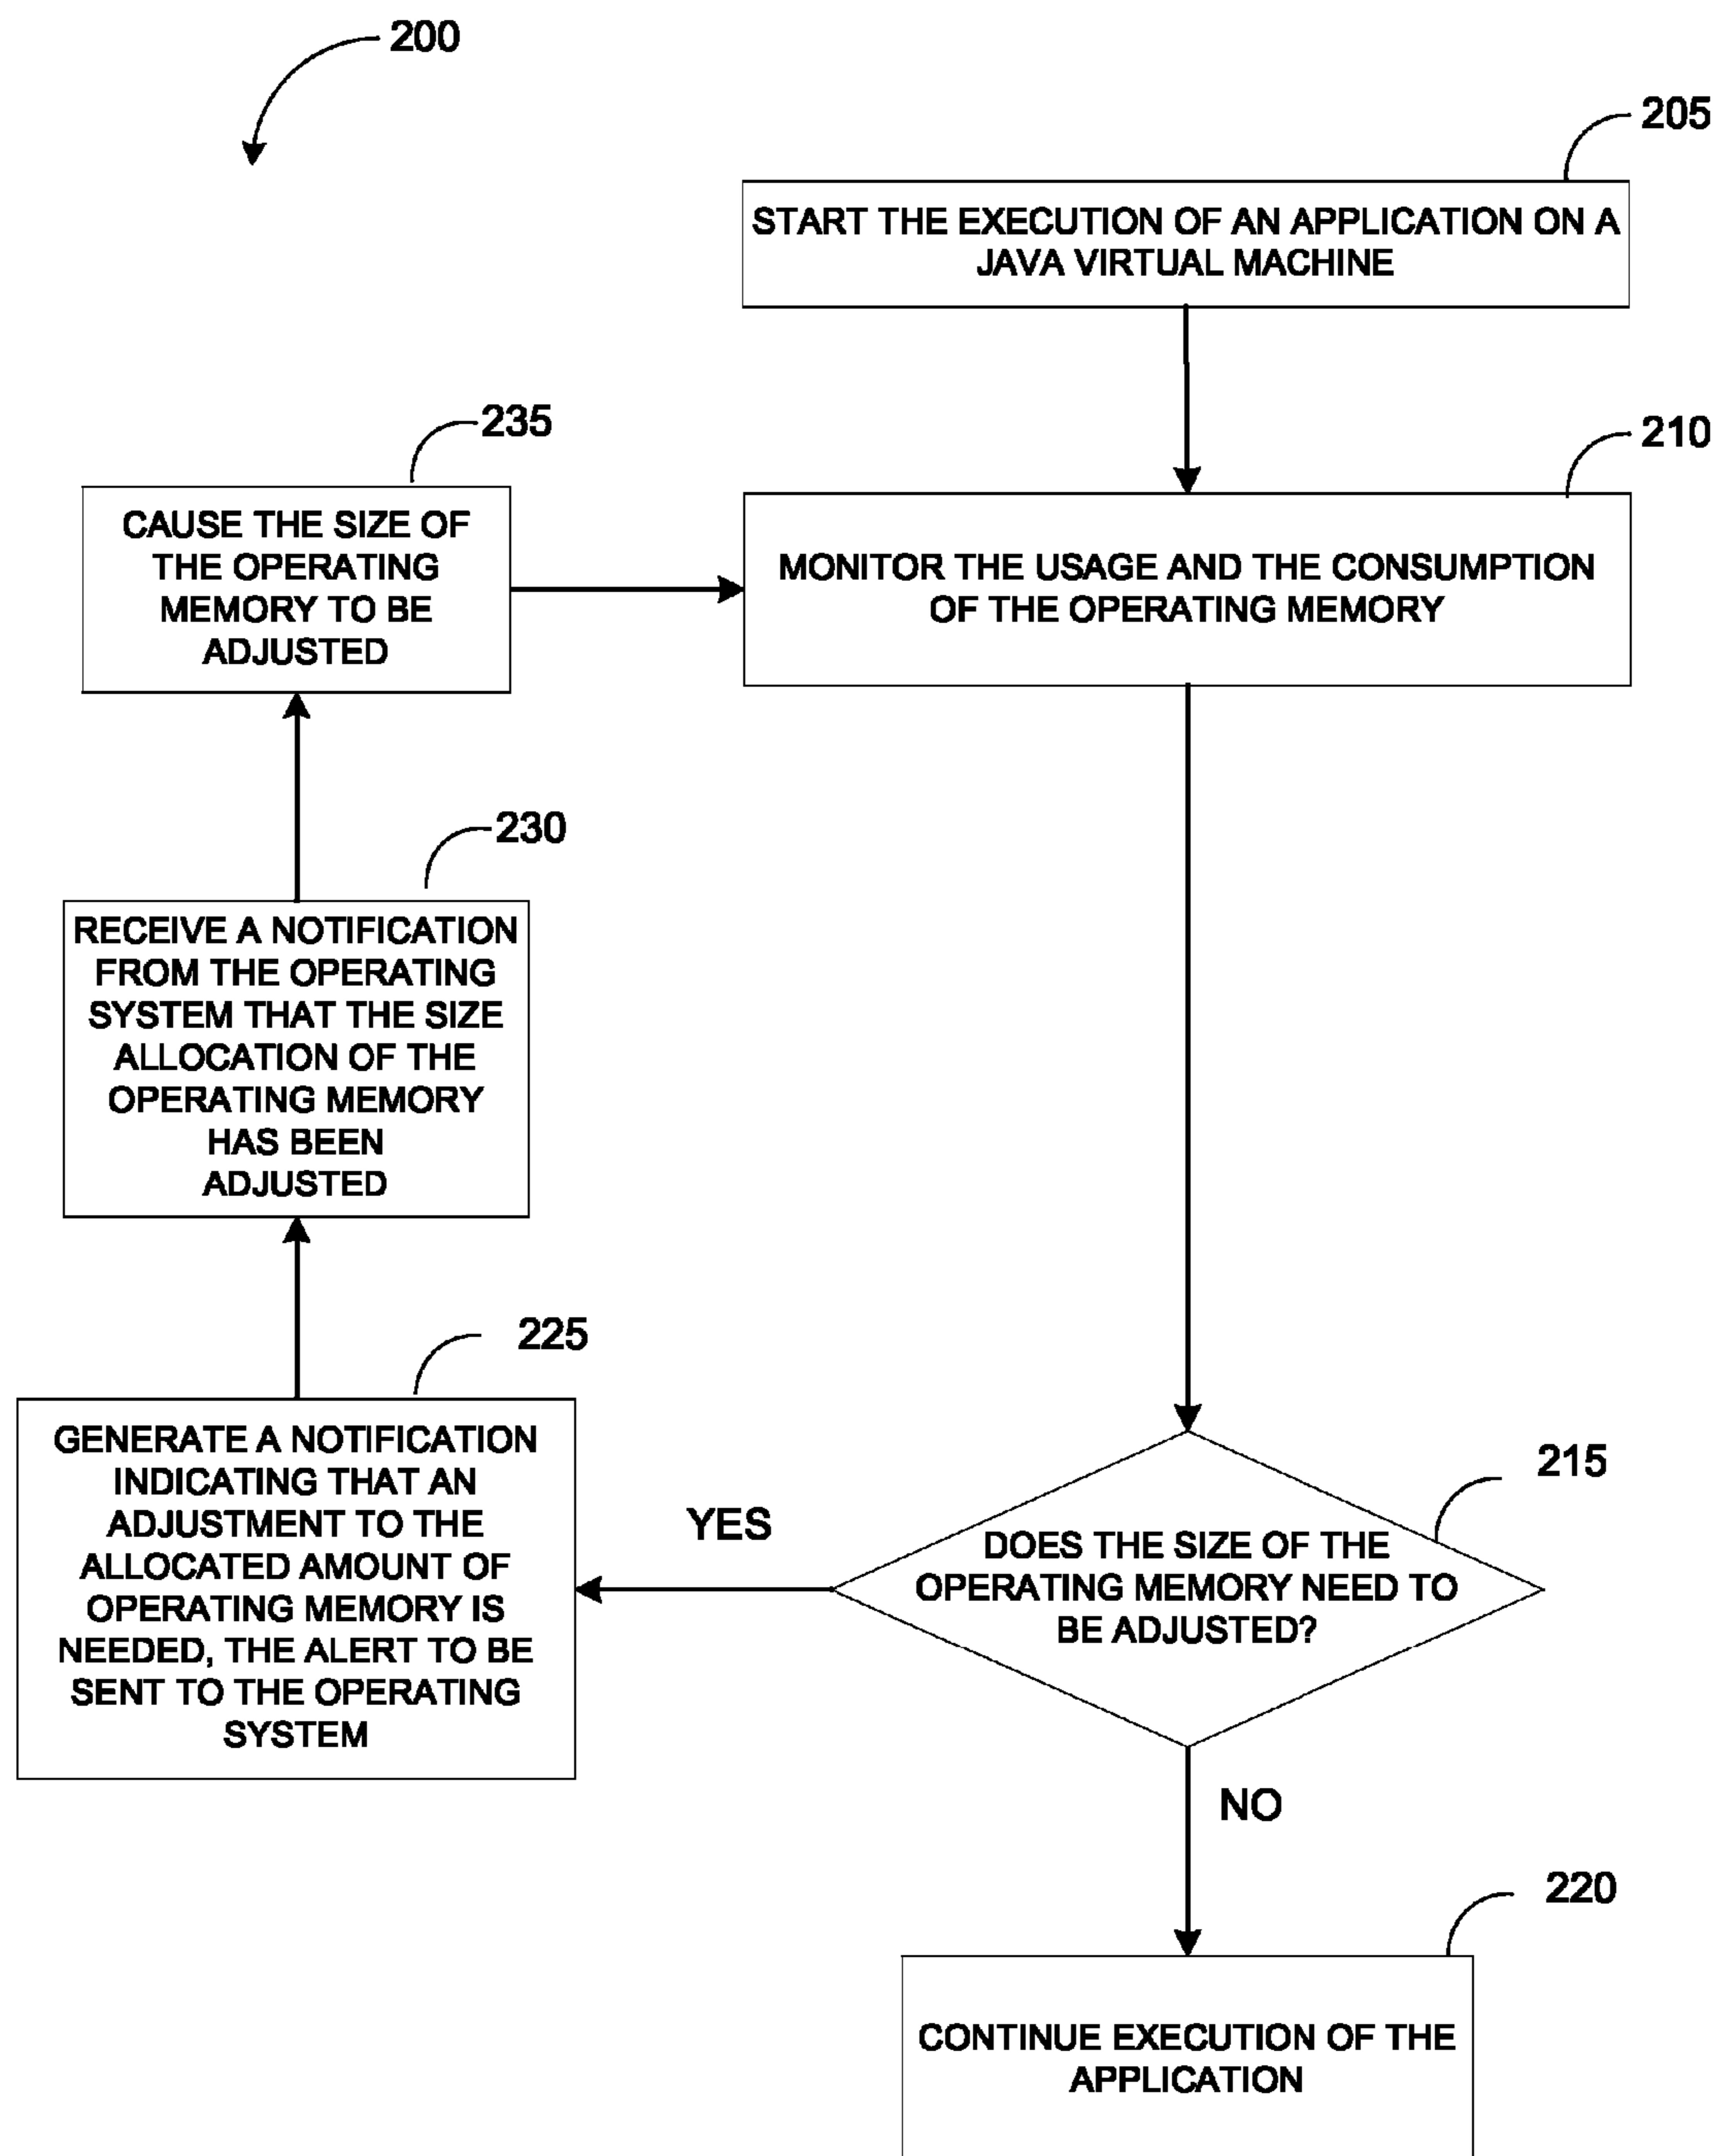 200
205
START THE EXECUTION OF AN APPLICATION ON A
JAVA VIRTUAL MACHINE
210
MONITOR THE USAGE AND THE CONSUMPTION
OF THE OPERATING MEMORY
235
CAUSE THE SIZE OF
THE OPERATING
MEMORY TO BE
ADJUSTED
230
RECEIVE A NOTIFICATION
FROM THE OPERATING
SYSTEM THAT THE SIZE
ALLOCATION OF THE
OPERATING MEMORY
HAS BEEN
ADJUSTED
225
GENERATE A NOTIFICATION
INDICATING THAT AN
ADJUSTMENT TO THE
ALLOCATED AMOUNT OF
OPERATING MEMORY IS
NEEDED, THE ALERT TO BE
SENT TO THE OPERATING
SYSTEM
YES
215
DOES THE SIZE OF THE
OPERATING MEMORY NEED TO
BE ADJUSTED?
NO
220
CONTINUE EXECUTION OF THE
APPLICATION